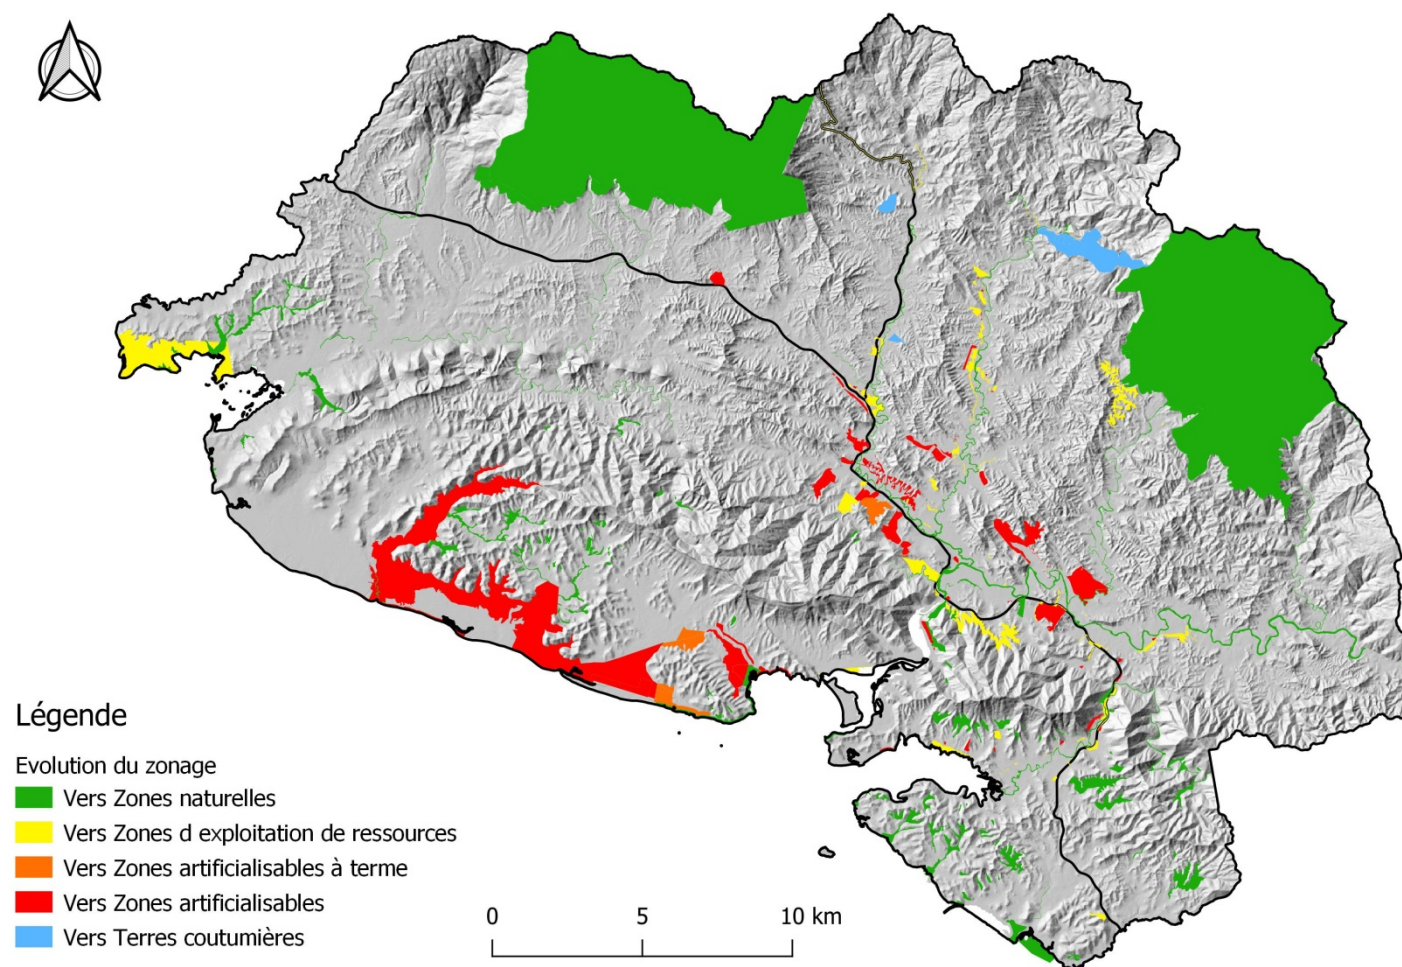 Légende
Evolution du zonage
Vers Zones naturelles
Vers Zones d exploitation de ressources
Vers Zones artificialisables à terme
Vers Zones artificialisables
Vers Terres coutumières
0 5 10 km